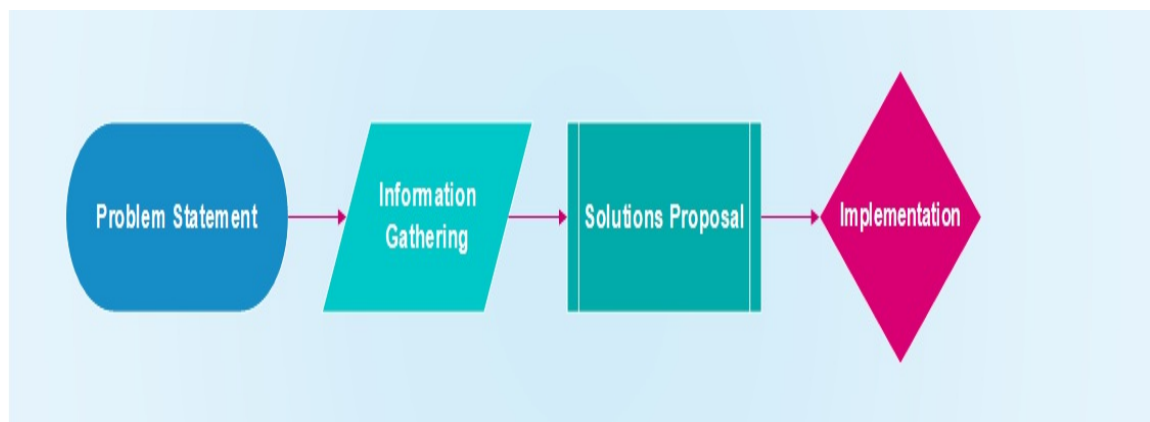 Problem Statement
Information
Gathering
Solutions Proposal
Implementation